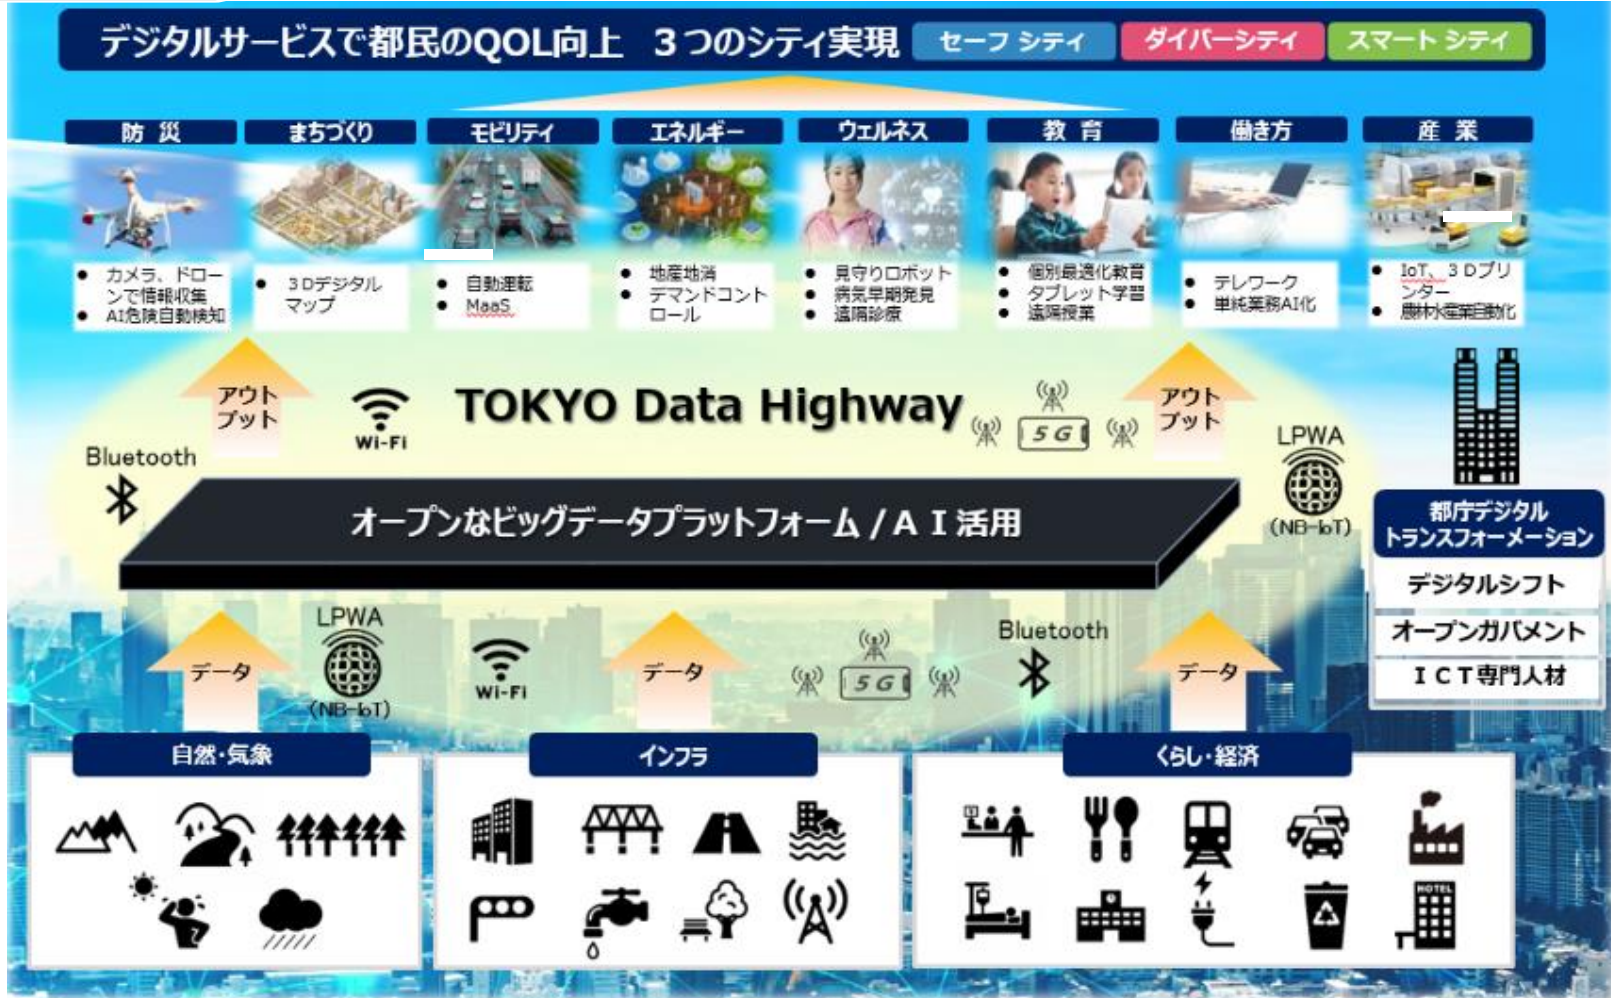 デジタルサービスで都民のQOL向上 3つのシティ実現
セーフ シティ
ダイバーシティ
スマート シティ
防 災
まちづくり
モビリティ
エネルギー
ウェルネス
教 育
働き方
産 業
● カメラ、ドロー
ンで情報収集
● AI危険自動検知
● 3Dデジタル
マップ
● 自動運転
● MaaS
● 地産地消
● デマンドコント
ロール
● 見守りロボット
● 病気早期発見
● 遠隔診療
● 個別最適化教育
● タブレット学習
● 遠隔授業
● テレワーク
● 単純業務AI化
● IoT、3Dプリ
ンター
● 農林水産業自動化
アウト
プット
Wi-Fi
TOKYO Data Highway
5G
アウト
プット
Bluetooth
LPWA
(NB-IoT)
オープンなビッグデータプラットフォーム/AI活用
都庁デジタル
トランスフォーメーション
デジタルシフト
オープンガバメント
ICT専門人材
データ
LPWA
(NB-IoT)
Wi-Fi
データ
5G
Bluetooth
データ
自然・気象
インフラ
くらし・経済
HOTEL